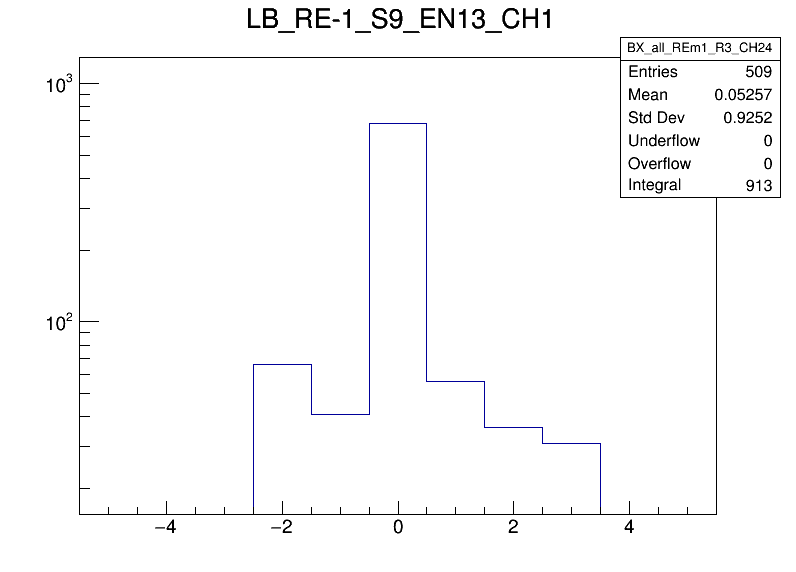 LB_RE-1_S9_EN13_CH1
BX_all_REm1_R3_CH24
Entries 509
Mean 0.05257
Std Dev 0.9252
Underflow 0
Overflow 0
Integral 913
10³
10²
−4 −2 0 2 4